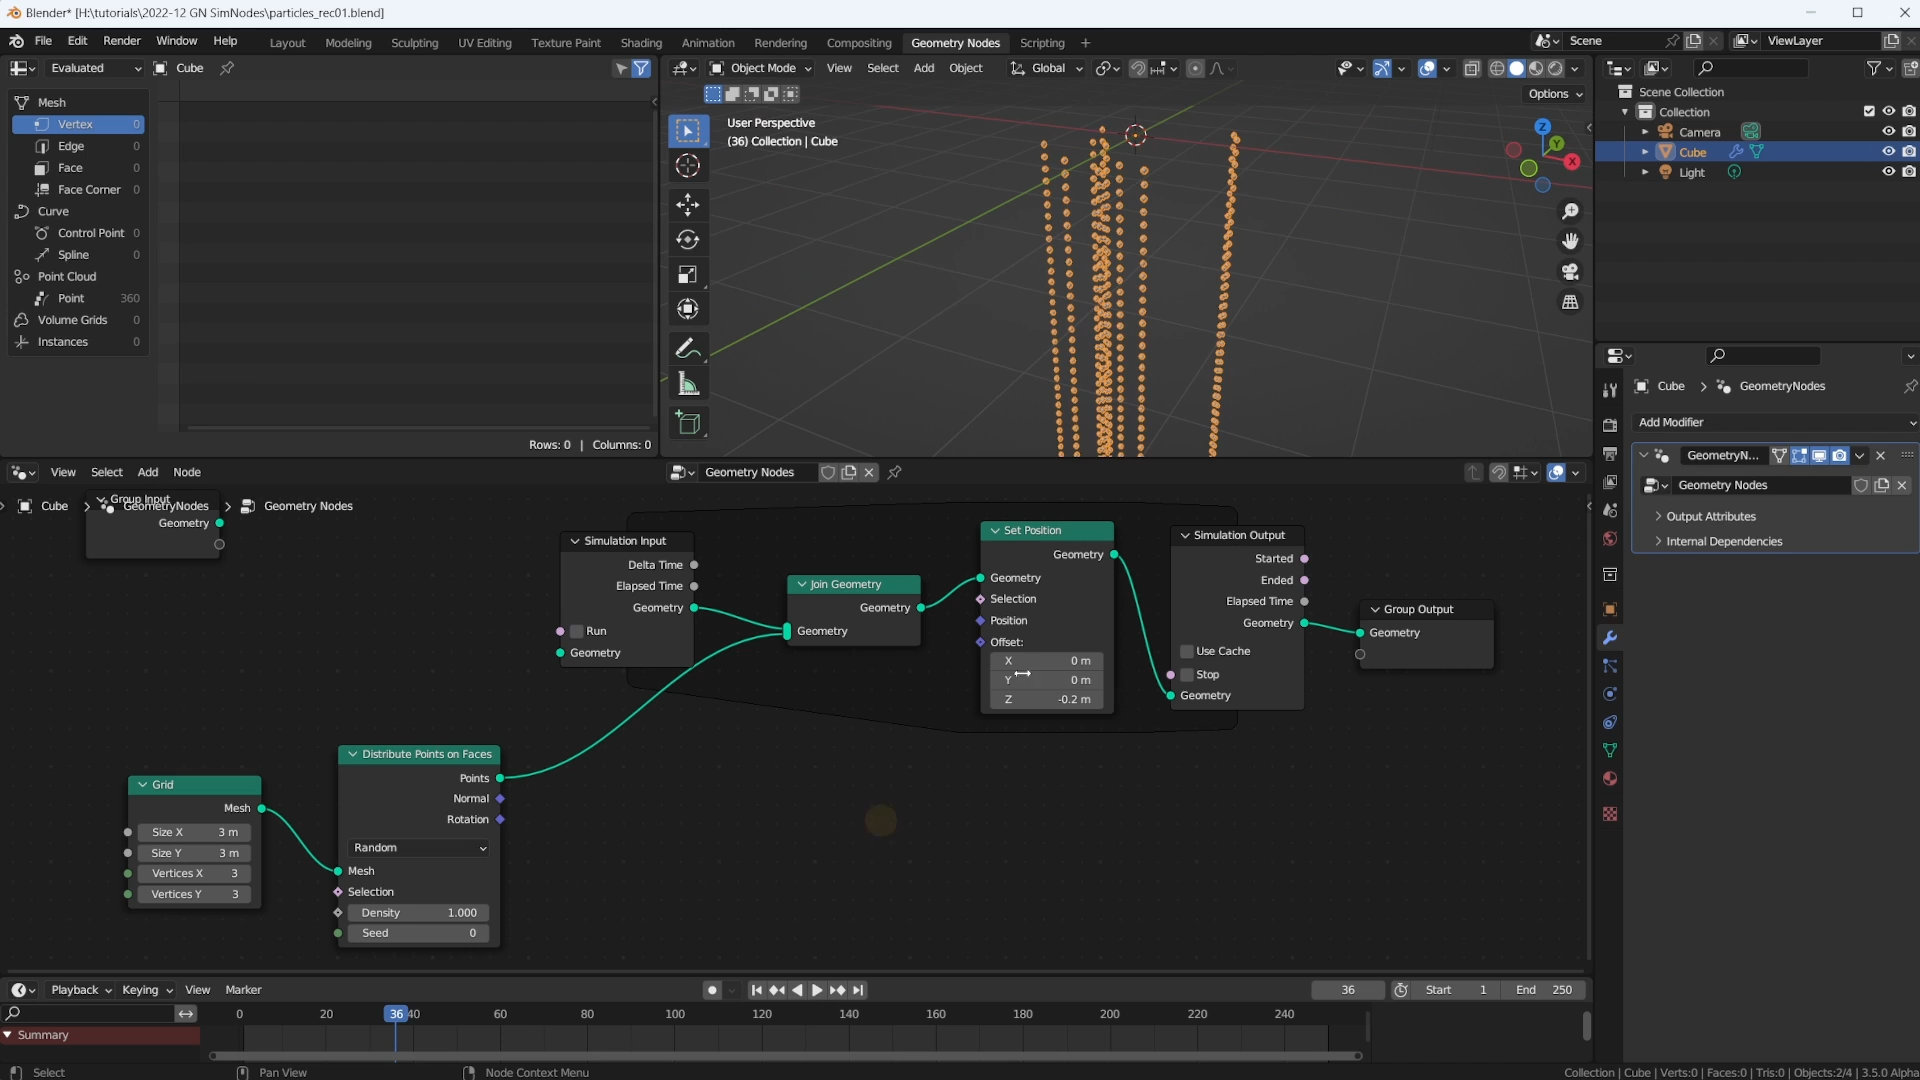 Blender* [H:\tutorials\2022-12 GN SimNodes\particles_rec01.blend]
File Edit Render Window Help Layout Modeling Sculpting UV Editing Texture Paint Shading Animation Rendering Compositing Geometry Nodes Scripting + Scene ViewLayer
Evaluated Cube
Object Mode View Select Add Object Global
Options
Mesh
Vertex 0
Edge 0
Face 0
Face Corner 0
Curve
Control Point 0
Spline 0
Point Cloud
Point 360
Volume Grids 0
Instances 0
Rows: 0 | Columns: 0
User Perspective
(36) Collection | Cube
Z
Y
X
Scene Collection
Collection
Camera
Cube
Light
Cube > GeometryNodes
Add Modifier
GeometryN...
Geometry Nodes
Output Attributes
Internal Dependencies
View Select Add Node Geometry Nodes
Cube > GeometryNodes > Geometry Nodes
Group Input
Geometry
Simulation Input
Delta Time
Elapsed Time
Geometry
Run
Geometry
Join Geometry
Geometry
Geometry
Set Position
Geometry
Geometry
Selection
Position
Offset:
X 0 m
Y 0 m
Z -0.2 m
Simulation Output
Started
Ended
Elapsed Time
Geometry
Use Cache
Stop
Geometry
Group Output
Geometry
Grid
Mesh
Size X 3 m
Size Y 3 m
Vertices X 3
Vertices Y 3
Distribute Points on Faces
Points
Normal
Rotation
Random
Mesh
Selection
Density 1.000
Seed 0
Playback Keying View Marker 36 Start 1 End 250
0 20 36 40 60 80 100 120 140 160 180 200 220 240
Summary
Select Pan View Node Context Menu Collection | Cube | Verts:0 | Faces:0 | Tris:0 | Objects:2/4 | 3.5.0 Alpha